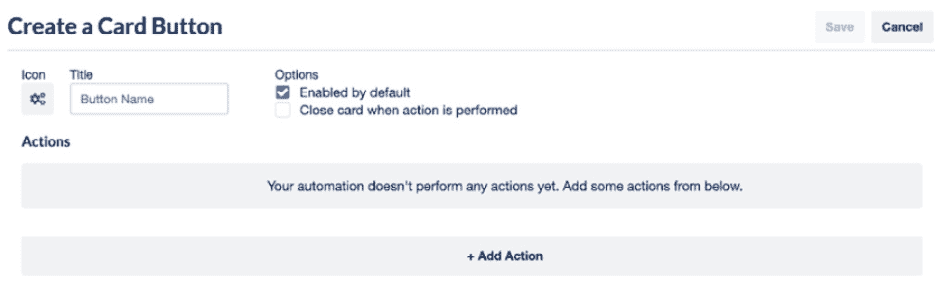 Create a Card Button
Save
Cancel
Icon
Title
Options
Button Name
Enabled by default
Close card when action is performed
Actions
Your automation doesn't perform any actions yet. Add some actions from below.
+ Add Action